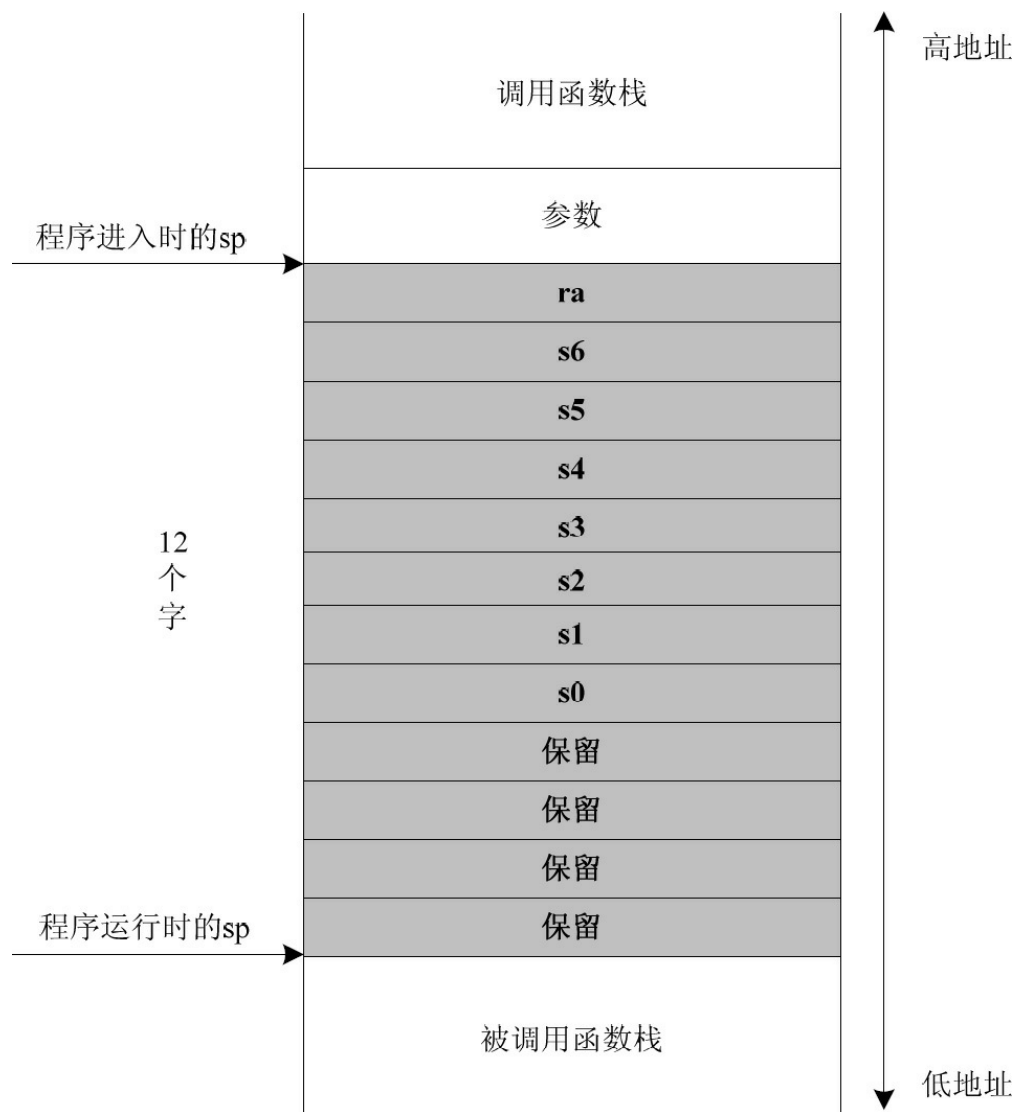 高地址
调用函数栈
参数
程序进入时的sp
ra
s6
s5
s4
s3
12
个
字
s2
s1
s0
保留
保留
保留
保留
程序运行时的sp
被调用函数栈
低地址